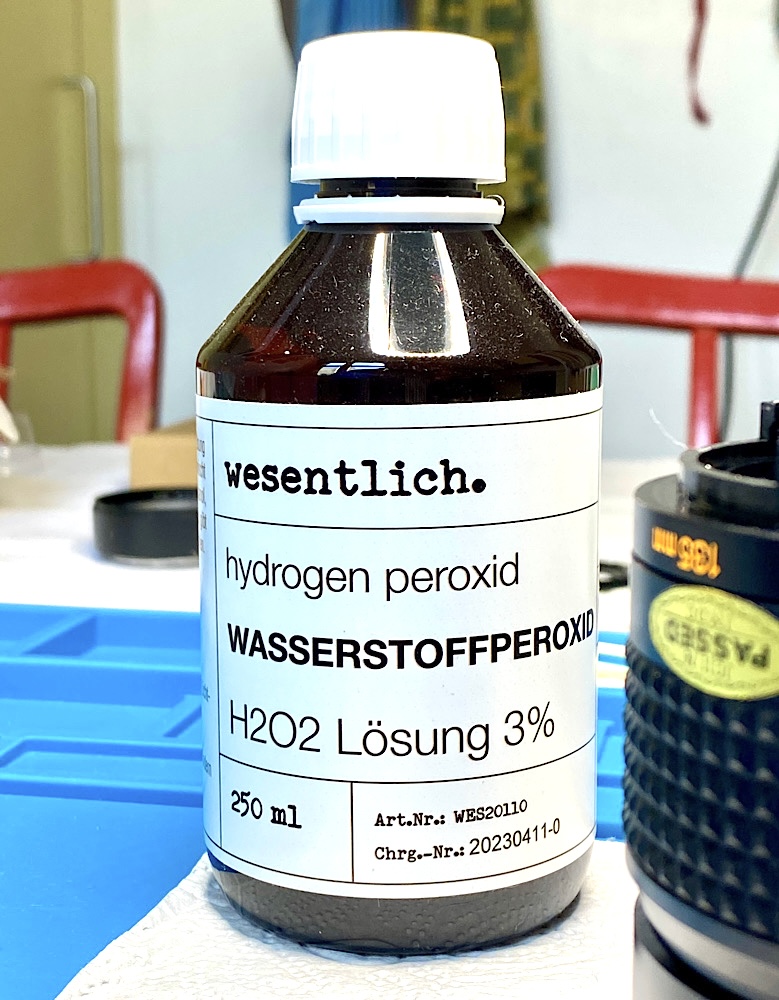 wesentlich.
hydrogen peroxid
WASSERSTOFFPEROXID
H2O2 Lösung 3%
250 ml
Art.Nr.: WES20110
Chrg.-Nr.: 20230411-0
135mm
PASSED